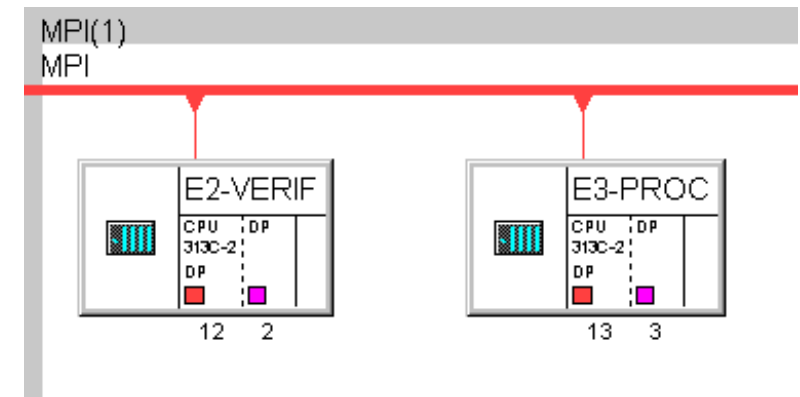 MPI(1)
MPI
E2-VERIF
CPU DP
313C-2
DP
12 2
E3-PROC
CPU DP
313C-2
DP
13 3